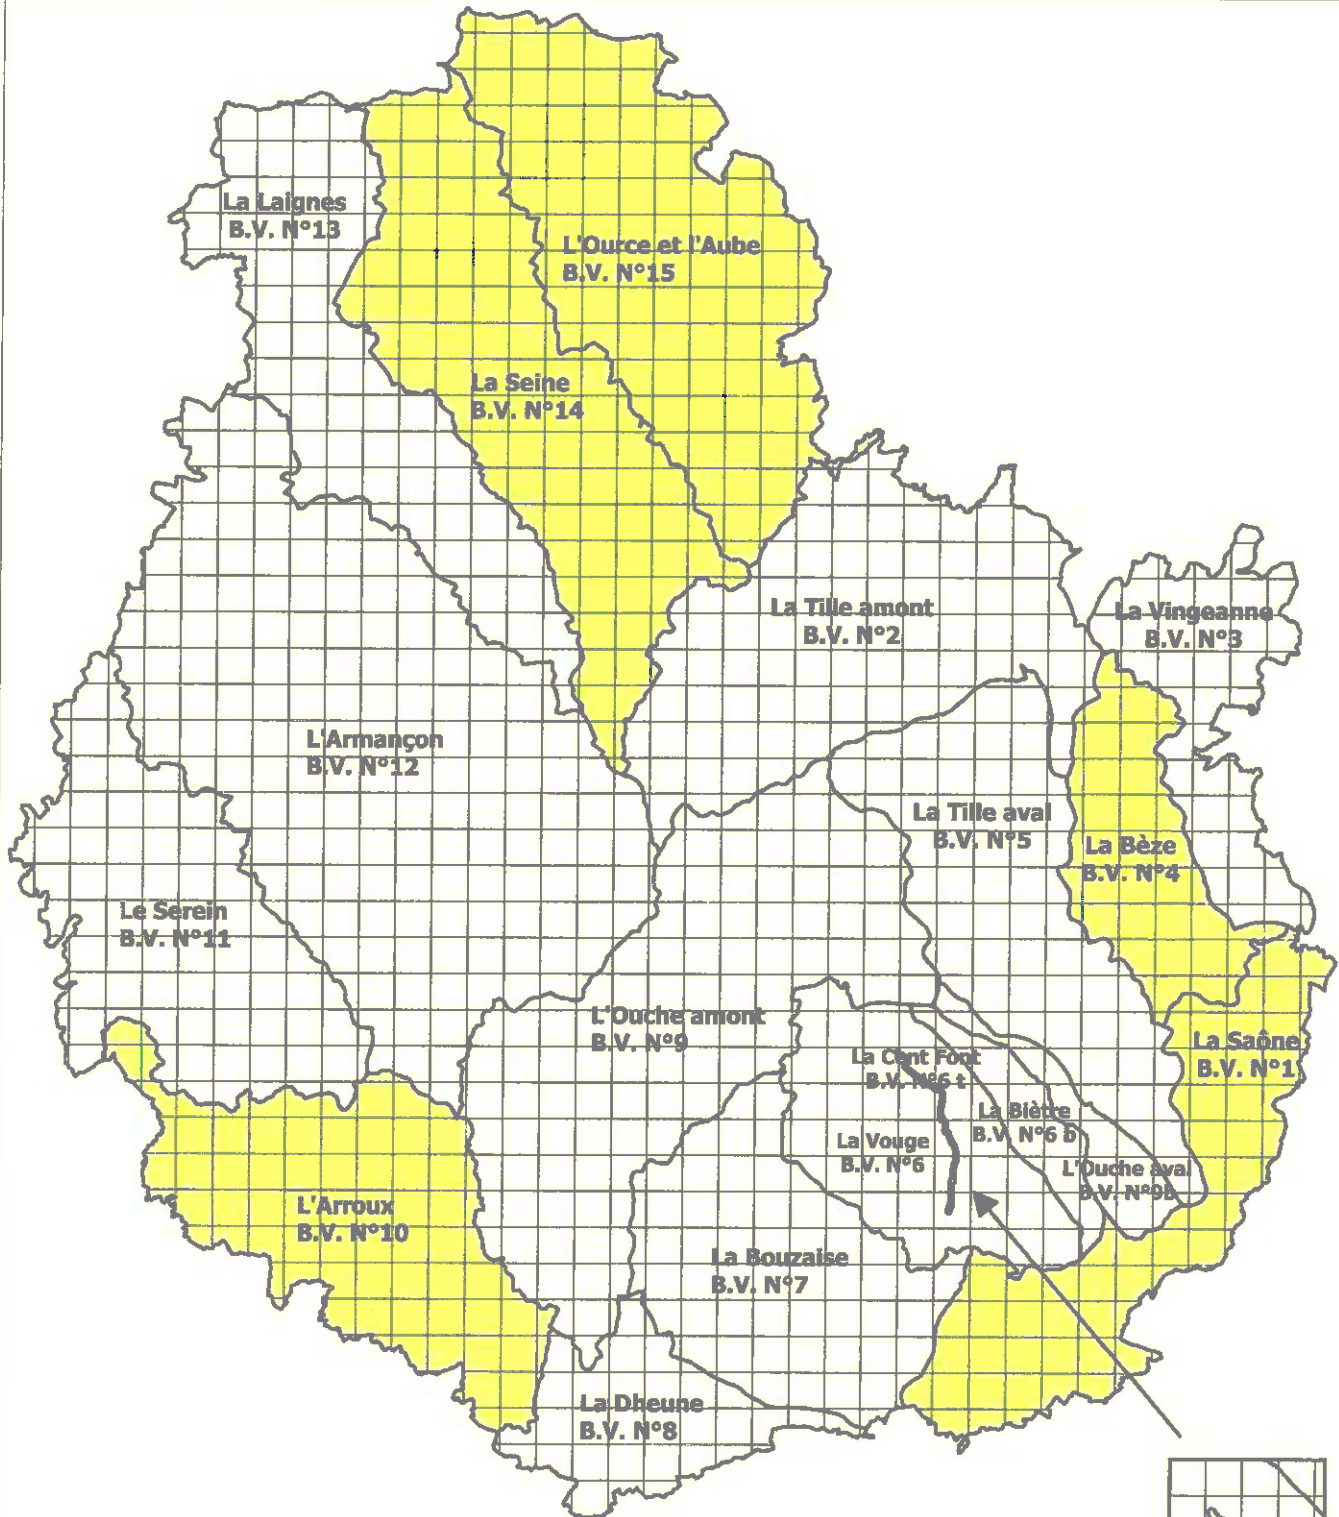 La Laignes
B.V. N°13
L'Ource et l'Aube
B.V. N°15
La Seine
B.V. N°14
La Tille amont
B.V. N°2
La Vingeanne
B.V. N°3
L'Armançon
B.V. N°12
La Tille aval
B.V. N°5
La Bèze
B.V. N°4
Le Serein
B.V. N°11
L'Ouche amont
B.V. N°9
La Cent Font
B.V. N°6 t
La Saône
B.V. N°1
La Biètre
B.V. N°6 b
La Vouge
B.V. N°6
L'Ouche aval
B.V. N°9b
L'Arroux
B.V. N°10
La Bouzaise
B.V. N°7
La Dheune
B.V. N°8